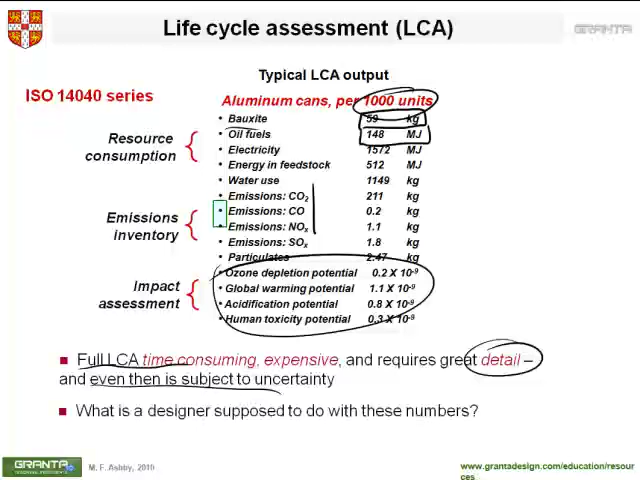 Life cycle assessment (LCA)
GRANTA
Typical LCA output
ISO 14040 series
Aluminum cans, per 1000 units
Resource consumption
• Bauxite 59 kg
• Oil fuels 148 MJ
• Electricity 1572 MJ
• Energy in feedstock 512 MJ
• Water use 1149 kg
Emissions inventory
• Emissions: CO₂ 211 kg
• Emissions: CO 0.2 kg
• Emissions: NOₓ 1.1 kg
• Emissions: SOₓ 1.8 kg
• Particulates 2.47 kg
Impact assessment
• Ozone depletion potential 0.2 X 10⁻⁹
• Global warming potential 1.1 X 10⁻⁹
• Acidification potential 0.8 X 10⁻⁹
• Human toxicity potential 0.3 X 10⁻⁹
■ Full LCA time consuming, expensive, and requires great detail –
and even then is subject to uncertainty
■ What is a designer supposed to do with these numbers?
GRANTA
M. F. Ashby, 2010
www.grantadesign.com/education/resour
ces